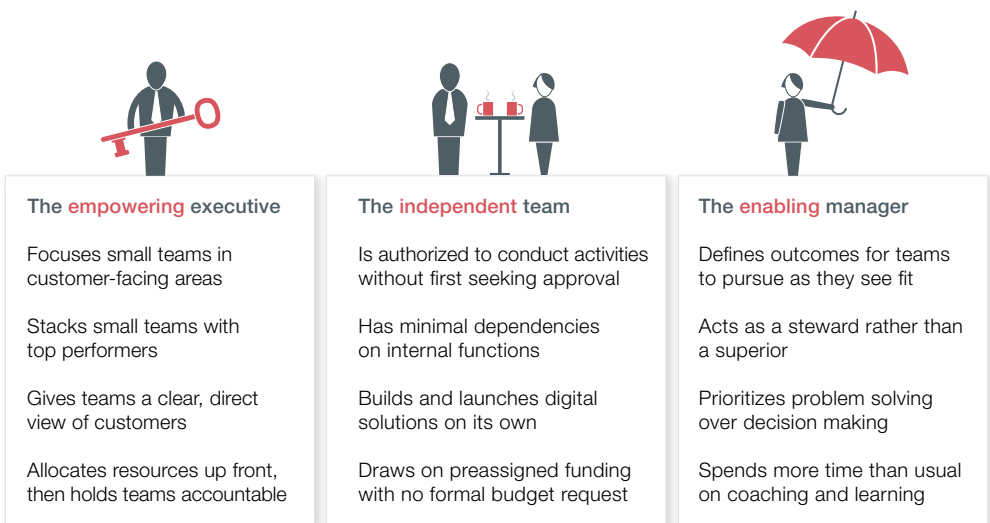 The empowering executive
Focuses small teams in
customer-facing areas
Stacks small teams with
top performers
Gives teams a clear, direct
view of customers
Allocates resources up front,
then holds teams accountable
The independent team
Is authorized to conduct activities
without first seeking approval
Has minimal dependencies
on internal functions
Builds and launches digital
solutions on its own
Draws on preassigned funding
with no formal budget request
The enabling manager
Defines outcomes for teams
to pursue as they see fit
Acts as a steward rather than
a superior
Prioritizes problem solving
over decision making
Spends more time than usual
on coaching and learning